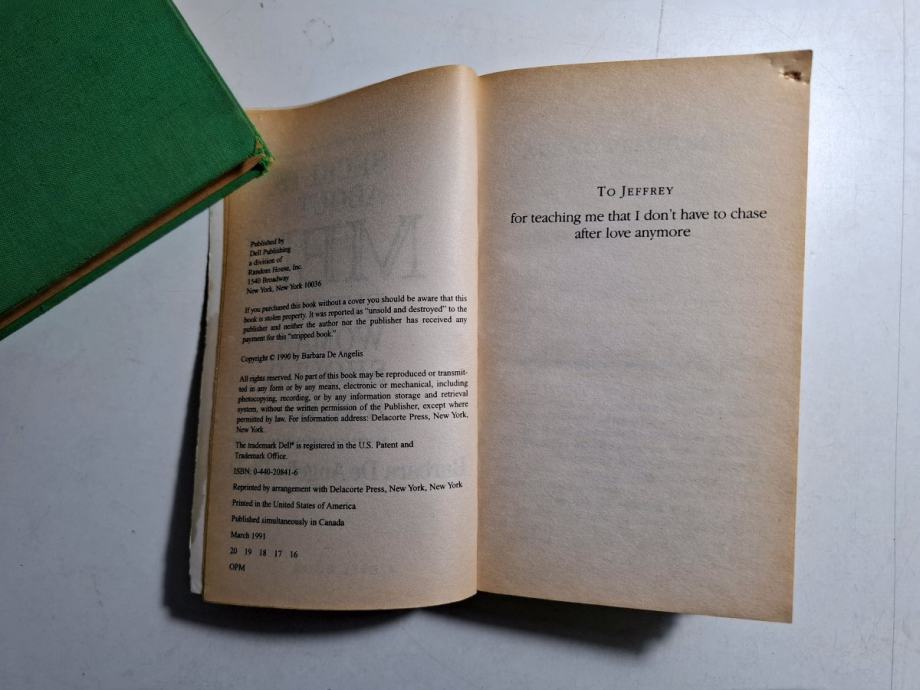 Published by
Dell Publishing
a division of
Random House, Inc.
1540 Broadway
New York, New York 10036
If you purchased this book without a cover you should be aware that this
book is stolen property. It was reported as "unsold and destroyed" to the
publisher and neither the author nor the publisher has received any
payment for this "stripped book."
Copyright © 1990 by Barbara De Angelis
All rights reserved. No part of this book may be reproduced or transmit-
ted in any form or by any means, electronic or mechanical, including
photocopying, recording, or by any information storage and retrieval
system, without the written permission of the Publisher, except where
permitted by law. For information address: Delacorte Press, New York,
New York.
The trademark Dell® is registered in the U.S. Patent and
Trademark Office.
ISBN: 0-440-20841-6
Reprinted by arrangement with Delacorte Press, New York, New York
Printed in the United States of America
Published simultaneously in Canada
March 1991
20 19 18 17 16
OPM
TO JEFFREY
for teaching me that I don't have to chase
after love anymore